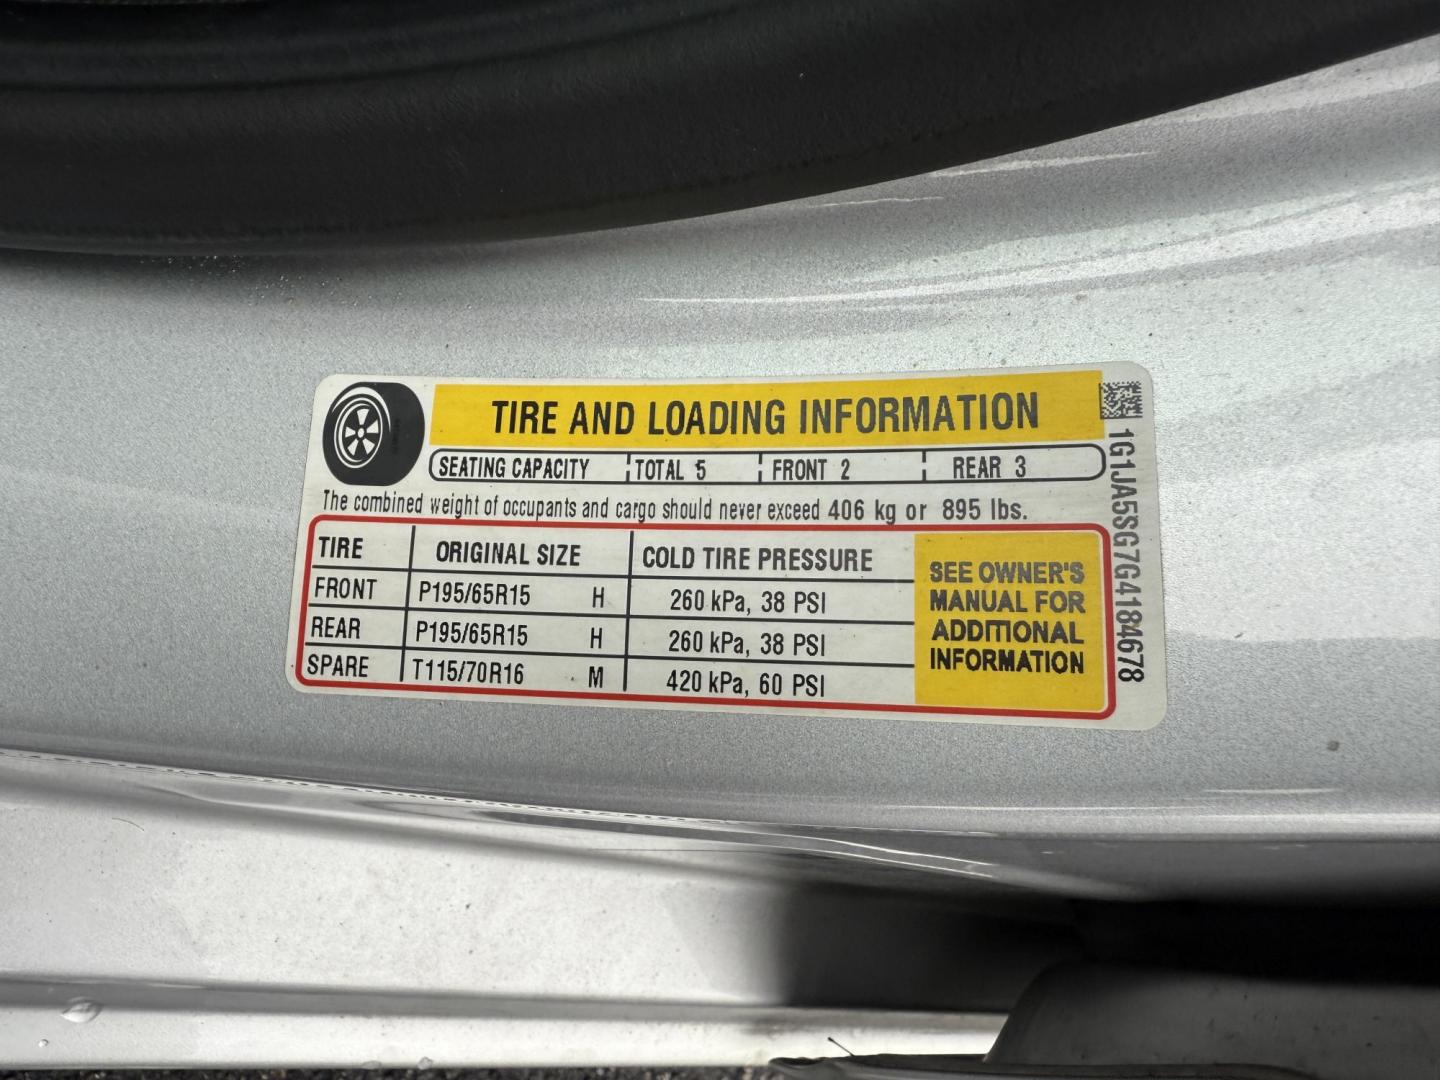 TIRE AND LOADING INFORMATION
SEATING CAPACITY TOTAL 5 FRONT 2 REAR 3
The combined weight of occupants and cargo should never exceed 406 kg or 895 lbs.
TIRE ORIGINAL SIZE COLD TIRE PRESSURE
FRONT P195/65R15 H 260 kPa, 38 PSI
REAR P195/65R15 H 260 kPa, 38 PSI
SPARE T115/70R16 M 420 kPa, 60 PSI
SEE OWNER'S
MANUAL FOR
ADDITIONAL
INFORMATION
1G1JA5SG7G4184678